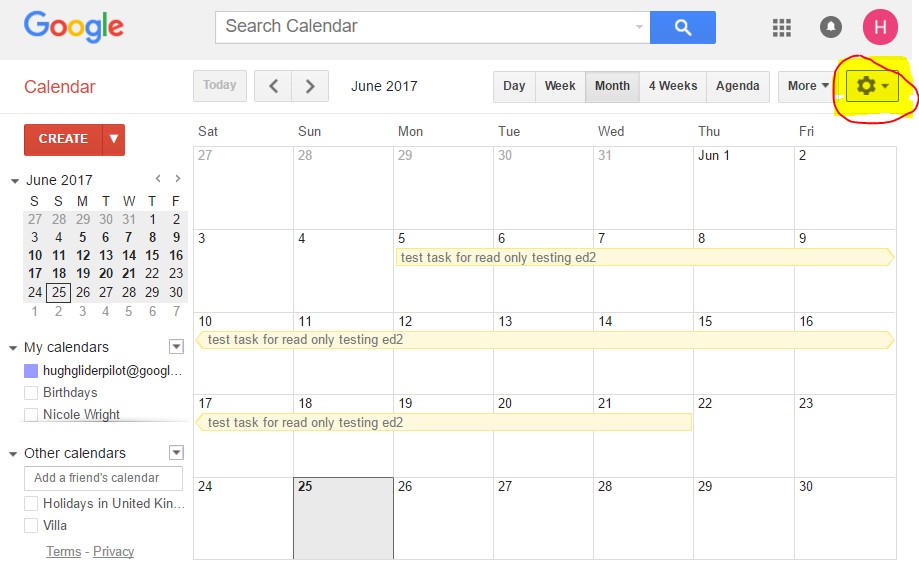 Google
Search Calendar
H
Calendar
Today
June 2017
Day Week Month 4 Weeks Agenda
More
CREATE
June 2017
S S M T W T F
27 28 29 30 31 1 2
3 4 5 6 7 8 9
10 11 12 13 14 15 16
17 18 19 20 21 22 23
24 25 26 27 28 29 30
1 2 3 4 5 6 7
My calendars
hughgliderpilot@googl...
Birthdays
Nicole Wright
Other calendars
Add a friend's calendar
Holidays in United Kin...
Villa
Terms - Privacy
Sat Sun Mon Tue Wed Thu Fri
27 28 29 30 31 Jun 1 2
3 4 5 6 7 8 9
test task for read only testing ed2
10 11 12 13 14 15 16
test task for read only testing ed2
17 18 19 20 21 22 23
test task for read only testing ed2
24 25 26 27 28 29 30